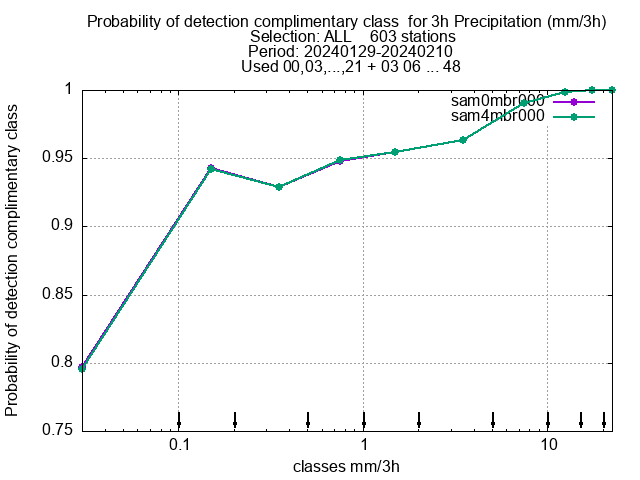 Probability of detection complimentary class  for 3h Precipitation (mm/3h)
Selection: ALL    603 stations
Period: 20240129-20240210
Used 00,03,...,21 + 03 06 ... 48
sam0mbr000
sam4mbr000
1
0.95
0.9
0.85
0.8
0.75
Probability of detection complimentary class
0.1 1 10
classes mm/3h